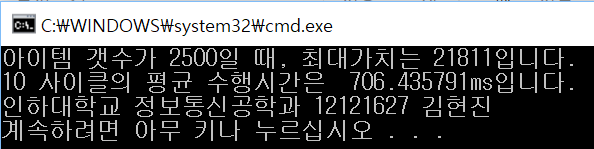 C:\WINDOWS\system32\cmd.exe
아이템 갯수가 2500일 때, 최대가치는 21811입니다.
10 사이클의 평균 수행시간은  706.435791ms입니다.
인하대학교 정보통신공학과 12121627 김현진
계속하려면 아무 키나 누르십시오 . . .